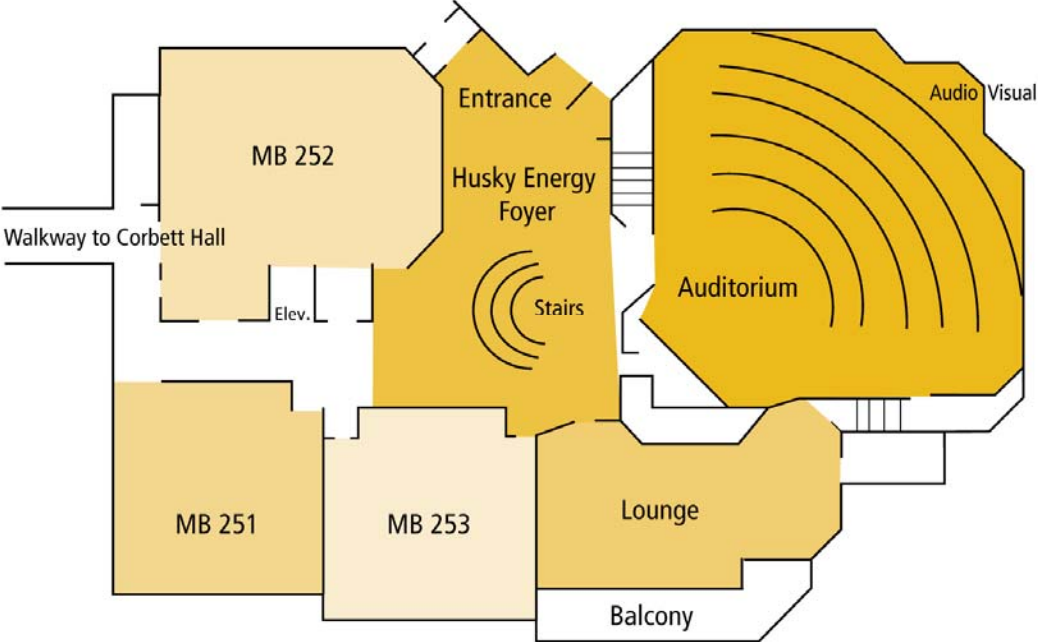 Entrance
Audio Visual
MB 252
Husky Energy
Foyer
Walkway to Corbett Hall
Auditorium
Elev.
Stairs
MB 251
MB 253
Lounge
Balcony